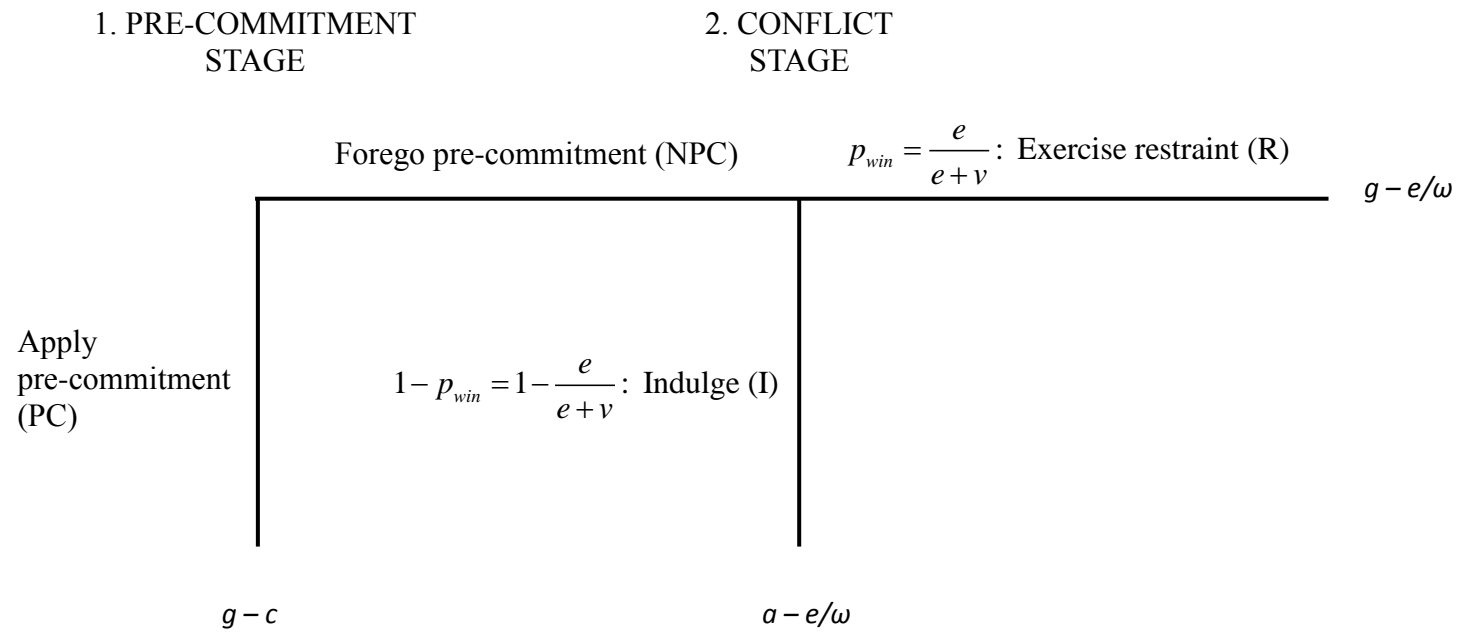 1. PRE-COMMITMENT
STAGE
2. CONFLICT
STAGE
Forego pre-commitment (NPC)
p_win = e/(e+v) : Exercise restraint (R)
g – e/ω
Apply
pre-commitment
(PC)
1 − p_win = 1 − e/(e+v) : Indulge (I)
g – c
a – e/ω